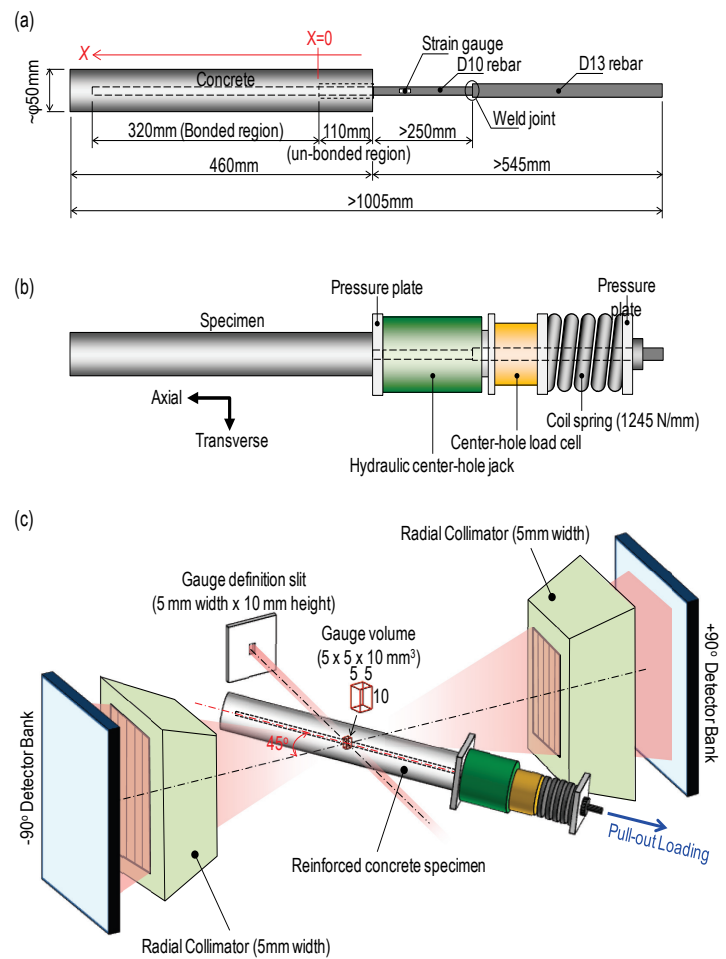 (a)
X
X=0
Strain gauge
D10 rebar
D13 rebar
Concrete
~φ50mm
Weld joint
320mm (Bonded region)
110mm
(un-bonded region)
>250mm
460mm
>545mm
>1005mm
(b)
Pressure plate
Pressure
plate
Specimen
Axial
Transverse
Coil spring (1245 N/mm)
Center-hole load cell
Hydraulic center-hole jack
(c)
Radial Collimator (5mm width)
Gauge definition slit
(5 mm width x 10 mm height)
Gauge volume
(5 x 5 x 10 mm³)
5 5
10
+90° Detector Bank
45°
-90° Detector Bank
Pull-out Loading
Reinforced concrete specimen
Radial Collimator (5mm width)